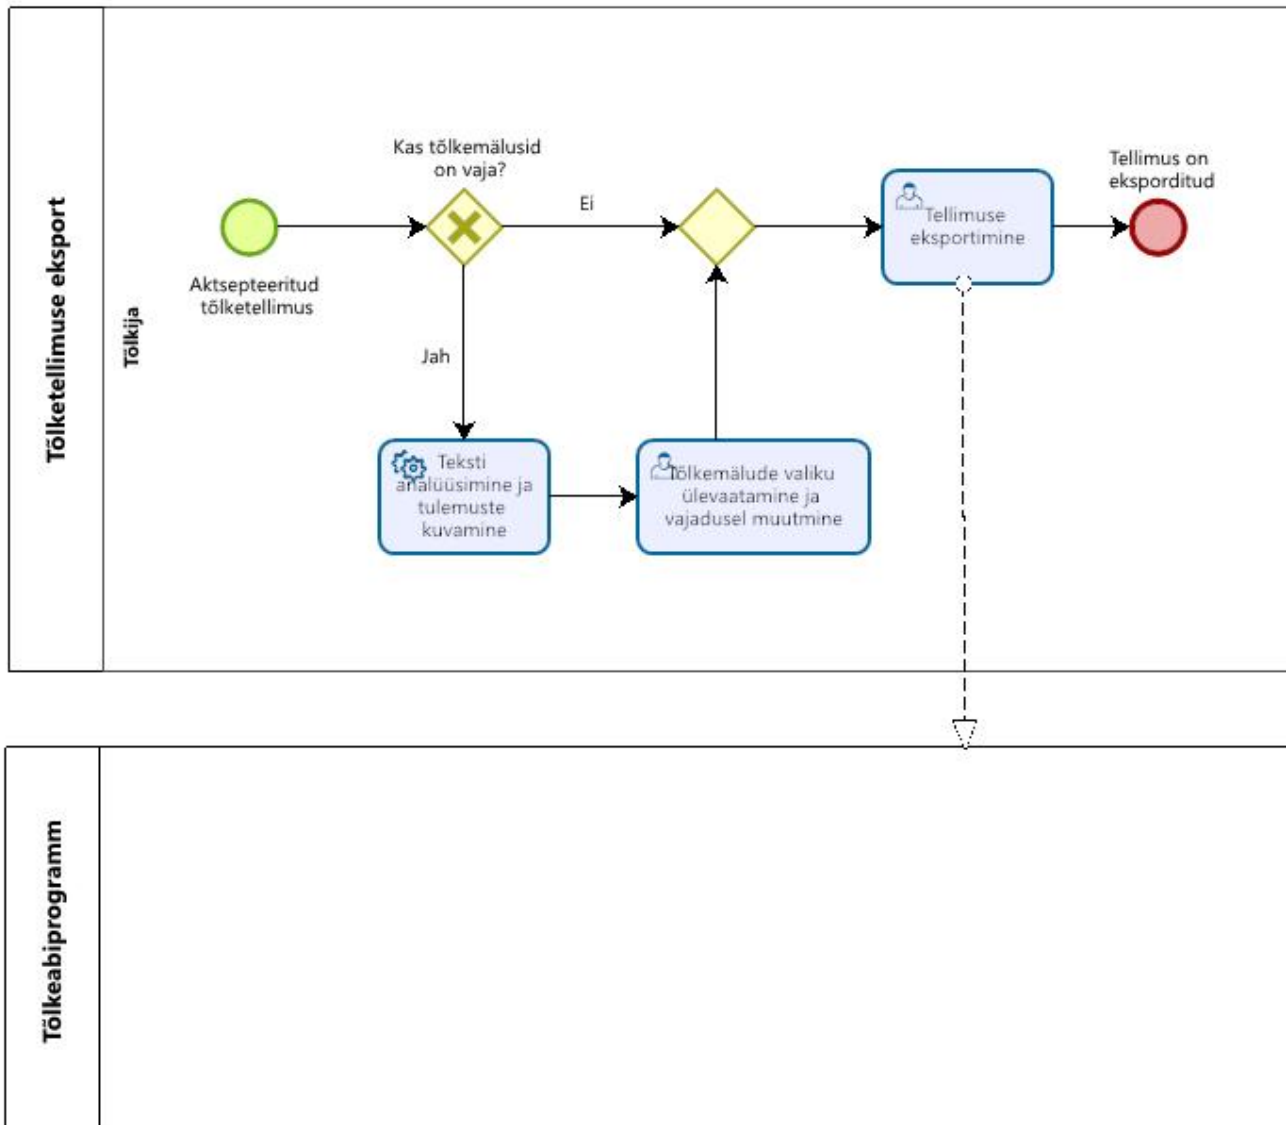 Tõlketellimuse eksport
Tõlkija
Aktsepteeritud
tõlketellimus
Kas tõlkemälusid
on vaja?
Ei
Jah
Teksti
analüüsimine ja
tulemuste
kuvamine
Tõlkemälude valiku
ülevaatamine ja
vajadusel muutmine
Tellimuse
eksportimine
Tellimus on
eksporditud
Tõlkeabiprogramm